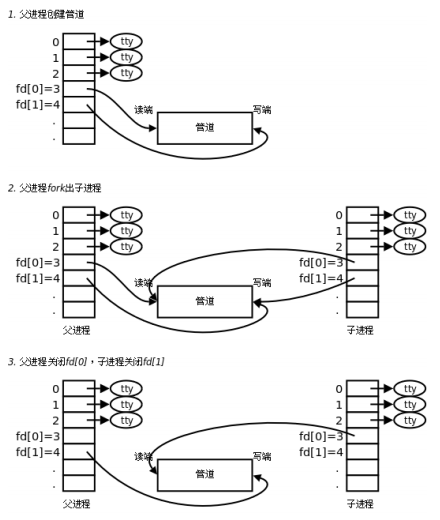 1. 父进程创建管道
0 tty
1 tty
2 tty
fd[0]=3
fd[1]=4
.
.
读端 写端
管道
2. 父进程fork出子进程
0 tty 0 tty
1 tty 1 tty
2 tty 2 tty
fd[0]=3 fd[0]=3
fd[1]=4 fd[1]=4
读端 写端
. .
管道
. .
父进程 子进程
3. 父进程关闭fd[0]，子进程关闭fd[1]
0 tty 0 tty
1 tty 1 tty
2 tty 2 tty
fd[0]=3 fd[0]=3
fd[1]=4 fd[1]=4
读端 写端
. .
管道
. .
父进程 子进程